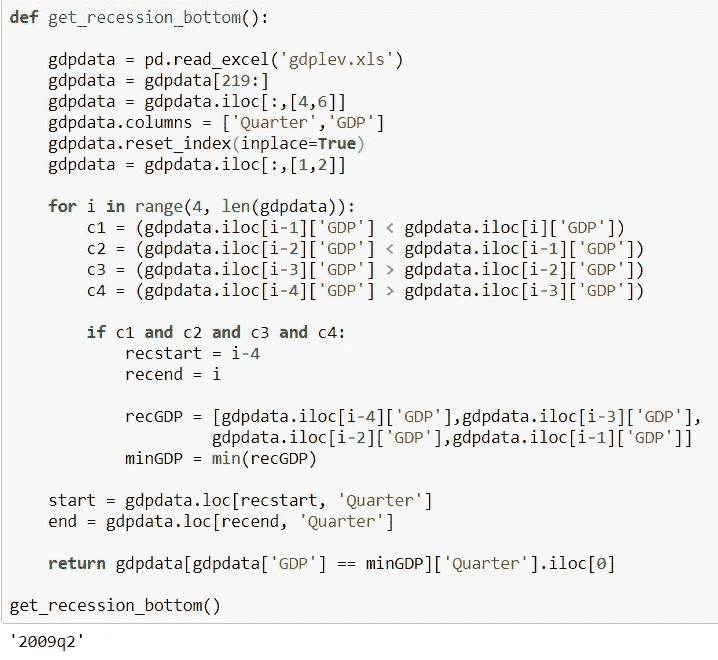 def get_recession_bottom():
    gdpdata = pd.read_excel('gdplev.xls')
    gdpdata = gdpdata[219:]
    gdpdata = gdpdata.iloc[:,[4,6]]
    gdpdata.columns = ['Quarter','GDP']
    gdpdata.reset_index(inplace=True)
    gdpdata = gdpdata.iloc[:,[1,2]]
    for i in range(4, len(gdpdata)):
        c1 = (gdpdata.iloc[i-1]['GDP'] < gdpdata.iloc[i]['GDP'])
        c2 = (gdpdata.iloc[i-2]['GDP'] < gdpdata.iloc[i-1]['GDP'])
        c3 = (gdpdata.iloc[i-3]['GDP'] > gdpdata.iloc[i-2]['GDP'])
        c4 = (gdpdata.iloc[i-4]['GDP'] > gdpdata.iloc[i-3]['GDP'])
        if c1 and c2 and c3 and c4:
            recstart = i-4
            recend = i
            recGDP = [gdpdata.iloc[i-4]['GDP'],gdpdata.iloc[i-3]['GDP'],
                     gdpdata.iloc[i-2]['GDP'],gdpdata.iloc[i-1]['GDP']]
            minGDP = min(recGDP)
    start = gdpdata.loc[recstart, 'Quarter']
    end = gdpdata.loc[recend, 'Quarter']
    return gdpdata[gdpdata['GDP'] == minGDP]['Quarter'].iloc[0]
get_recession_bottom()
'2009q2'